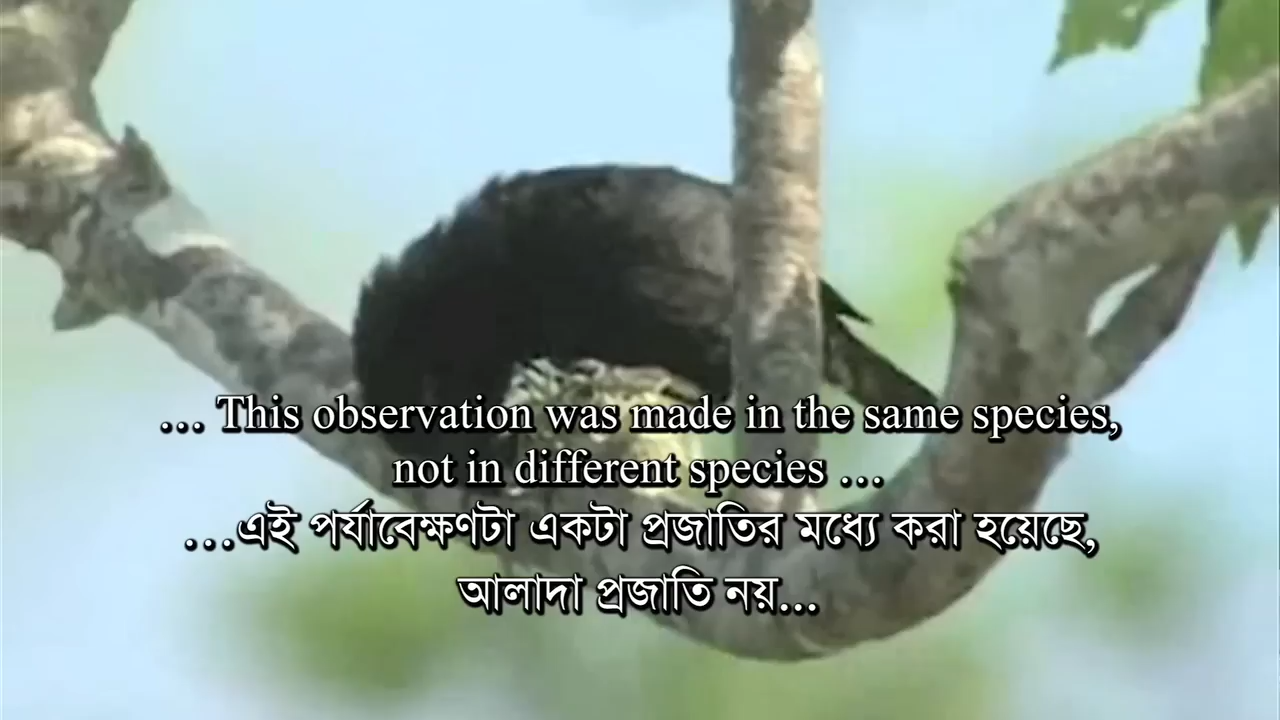 ... This observation was made in the same species,
not in different species ...
...এই পর্যাবেক্ষণটা একটা প্রজাতির মধ্যে করা হয়েছে,
আলাদা প্রজাতি নয়...